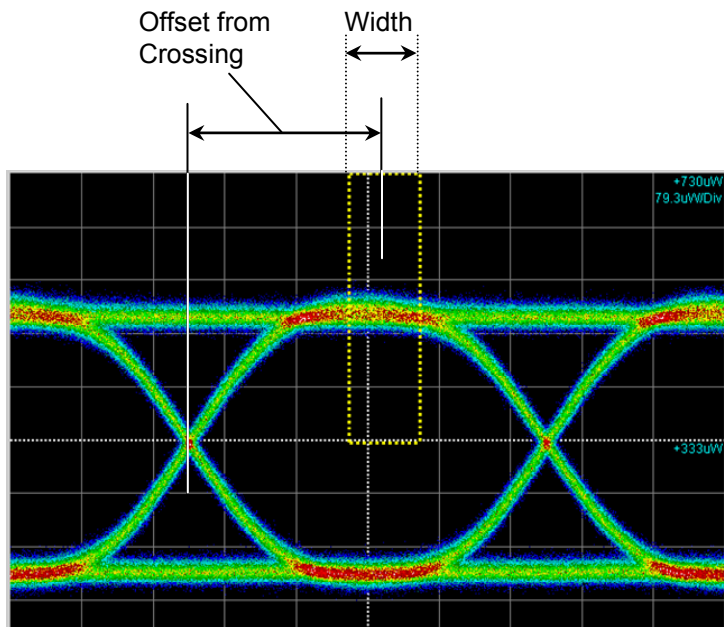 Offset from
Crossing
Width
+730uW
79.3uW/Div
+333uW